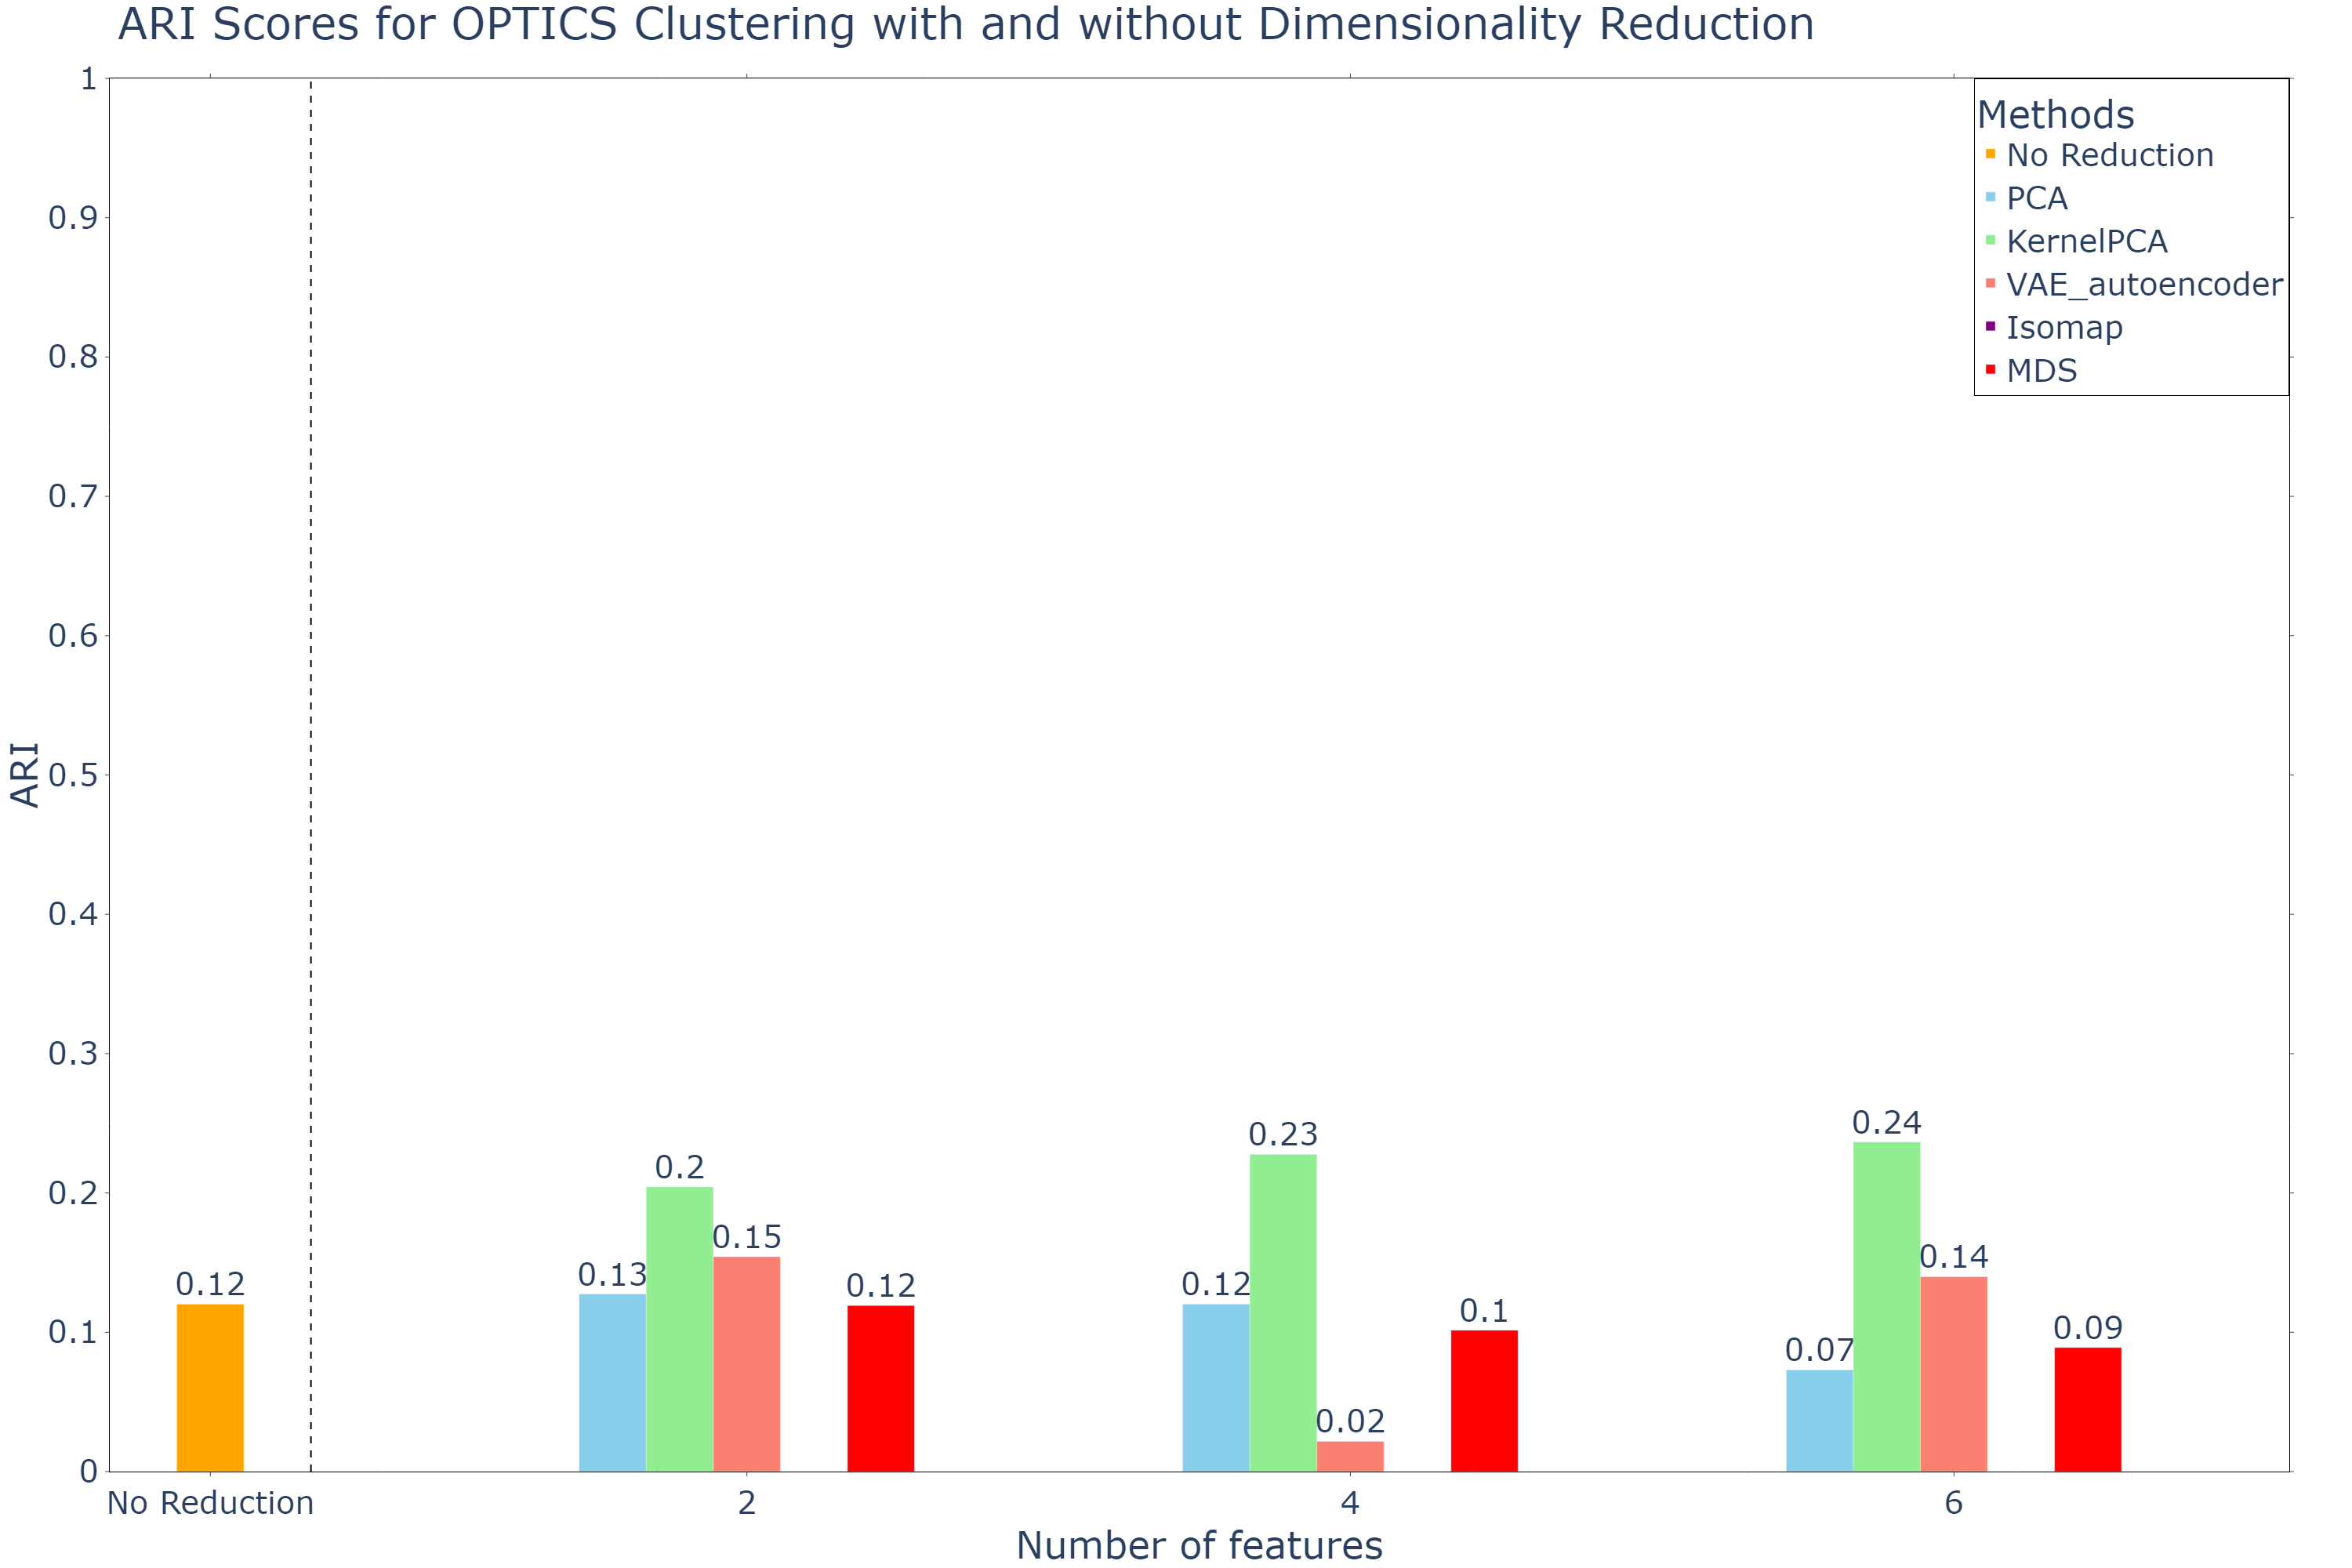 ARI Scores for OPTICS Clustering with and without Dimensionality Reduction
1
0.9
0.8
0.7
0.6
0.5
0.4
0.3
0.2
0.1
0
ARI
Methods
No Reduction
PCA
KernelPCA
VAE_autoencoder
Isomap
MDS
0.12
0.13
0.2
0.15
0.12
0.12
0.23
0.02
0.1
0.07
0.24
0.14
0.09
No Reduction
2
4
6
Number of features